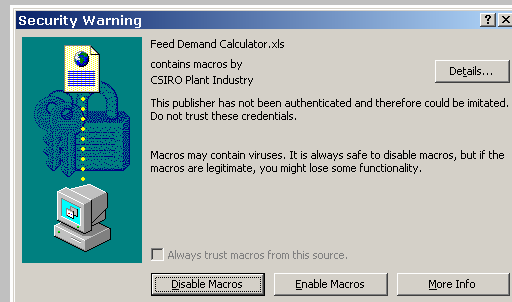 Security Warning
Feed Demand Calculator.xls
contains macros by
CSIRO Plant Industry
Details...
This publisher has not been authenticated and therefore could be imitated.
Do not trust these credentials.
Macros may contain viruses. It is always safe to disable macros, but if the
macros are legitimate, you might lose some functionality.
Always trust macros from this source.
Disable Macros
Enable Macros
More Info